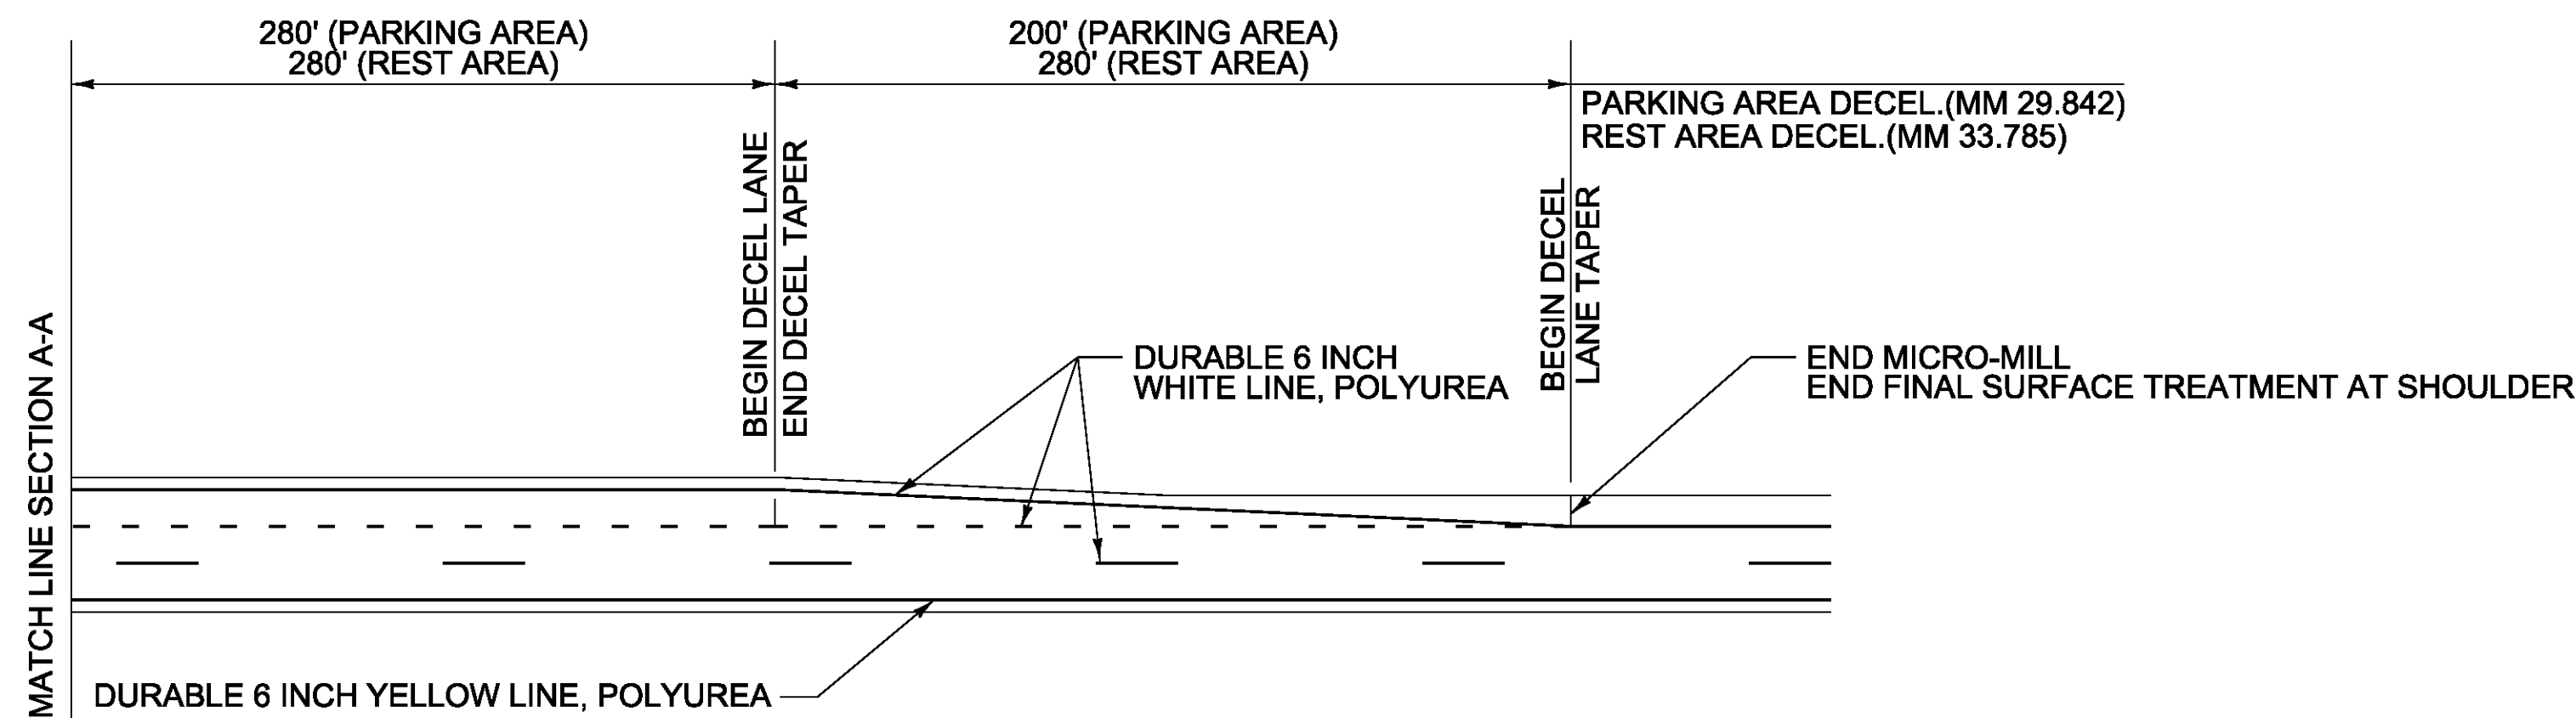 280' (PARKING AREA)
280' (REST AREA)
200' (PARKING AREA)
280' (REST AREA)
PARKING AREA DECEL.(MM 29.842)
REST AREA DECEL.(MM 33.785)
BEGIN DECEL LANE
END DECEL TAPER
BEGIN DECEL
LANE TAPER
MATCH LINE SECTION A-A
DURABLE 6 INCH
WHITE LINE, POLYUREA
END MICRO-MILL
END FINAL SURFACE TREATMENT AT SHOULDER
DURABLE 6 INCH YELLOW LINE, POLYUREA